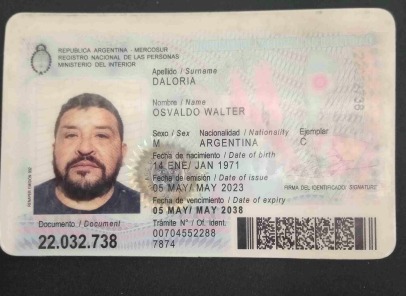 REPUBLICA ARGENTINA - MERCOSUR
REGISTRO NACIONAL DE LAS PERSONAS
MINISTERIO DEL INTERIOR
Apellido / Surname
DALORIA
Nombre / Name
OSVALDO WALTER
Sexo / Sex Nacionalidad / Nationality Ejemplar
M ARGENTINA C
Fecha de nacimiento / Date of birth
14 ENE/ JAN 1971
Fecha de emisión / Date of issue
05 MAY/ MAY 2023
FIRMA DEL IDENTIFICADO/ SIGNATURE
Fecha de vencimiento / Date of expiry
05 MAY/ MAY 2038
Documento / Document
22.032.738
Trámite N° / Of. ident.
00704552288
7874